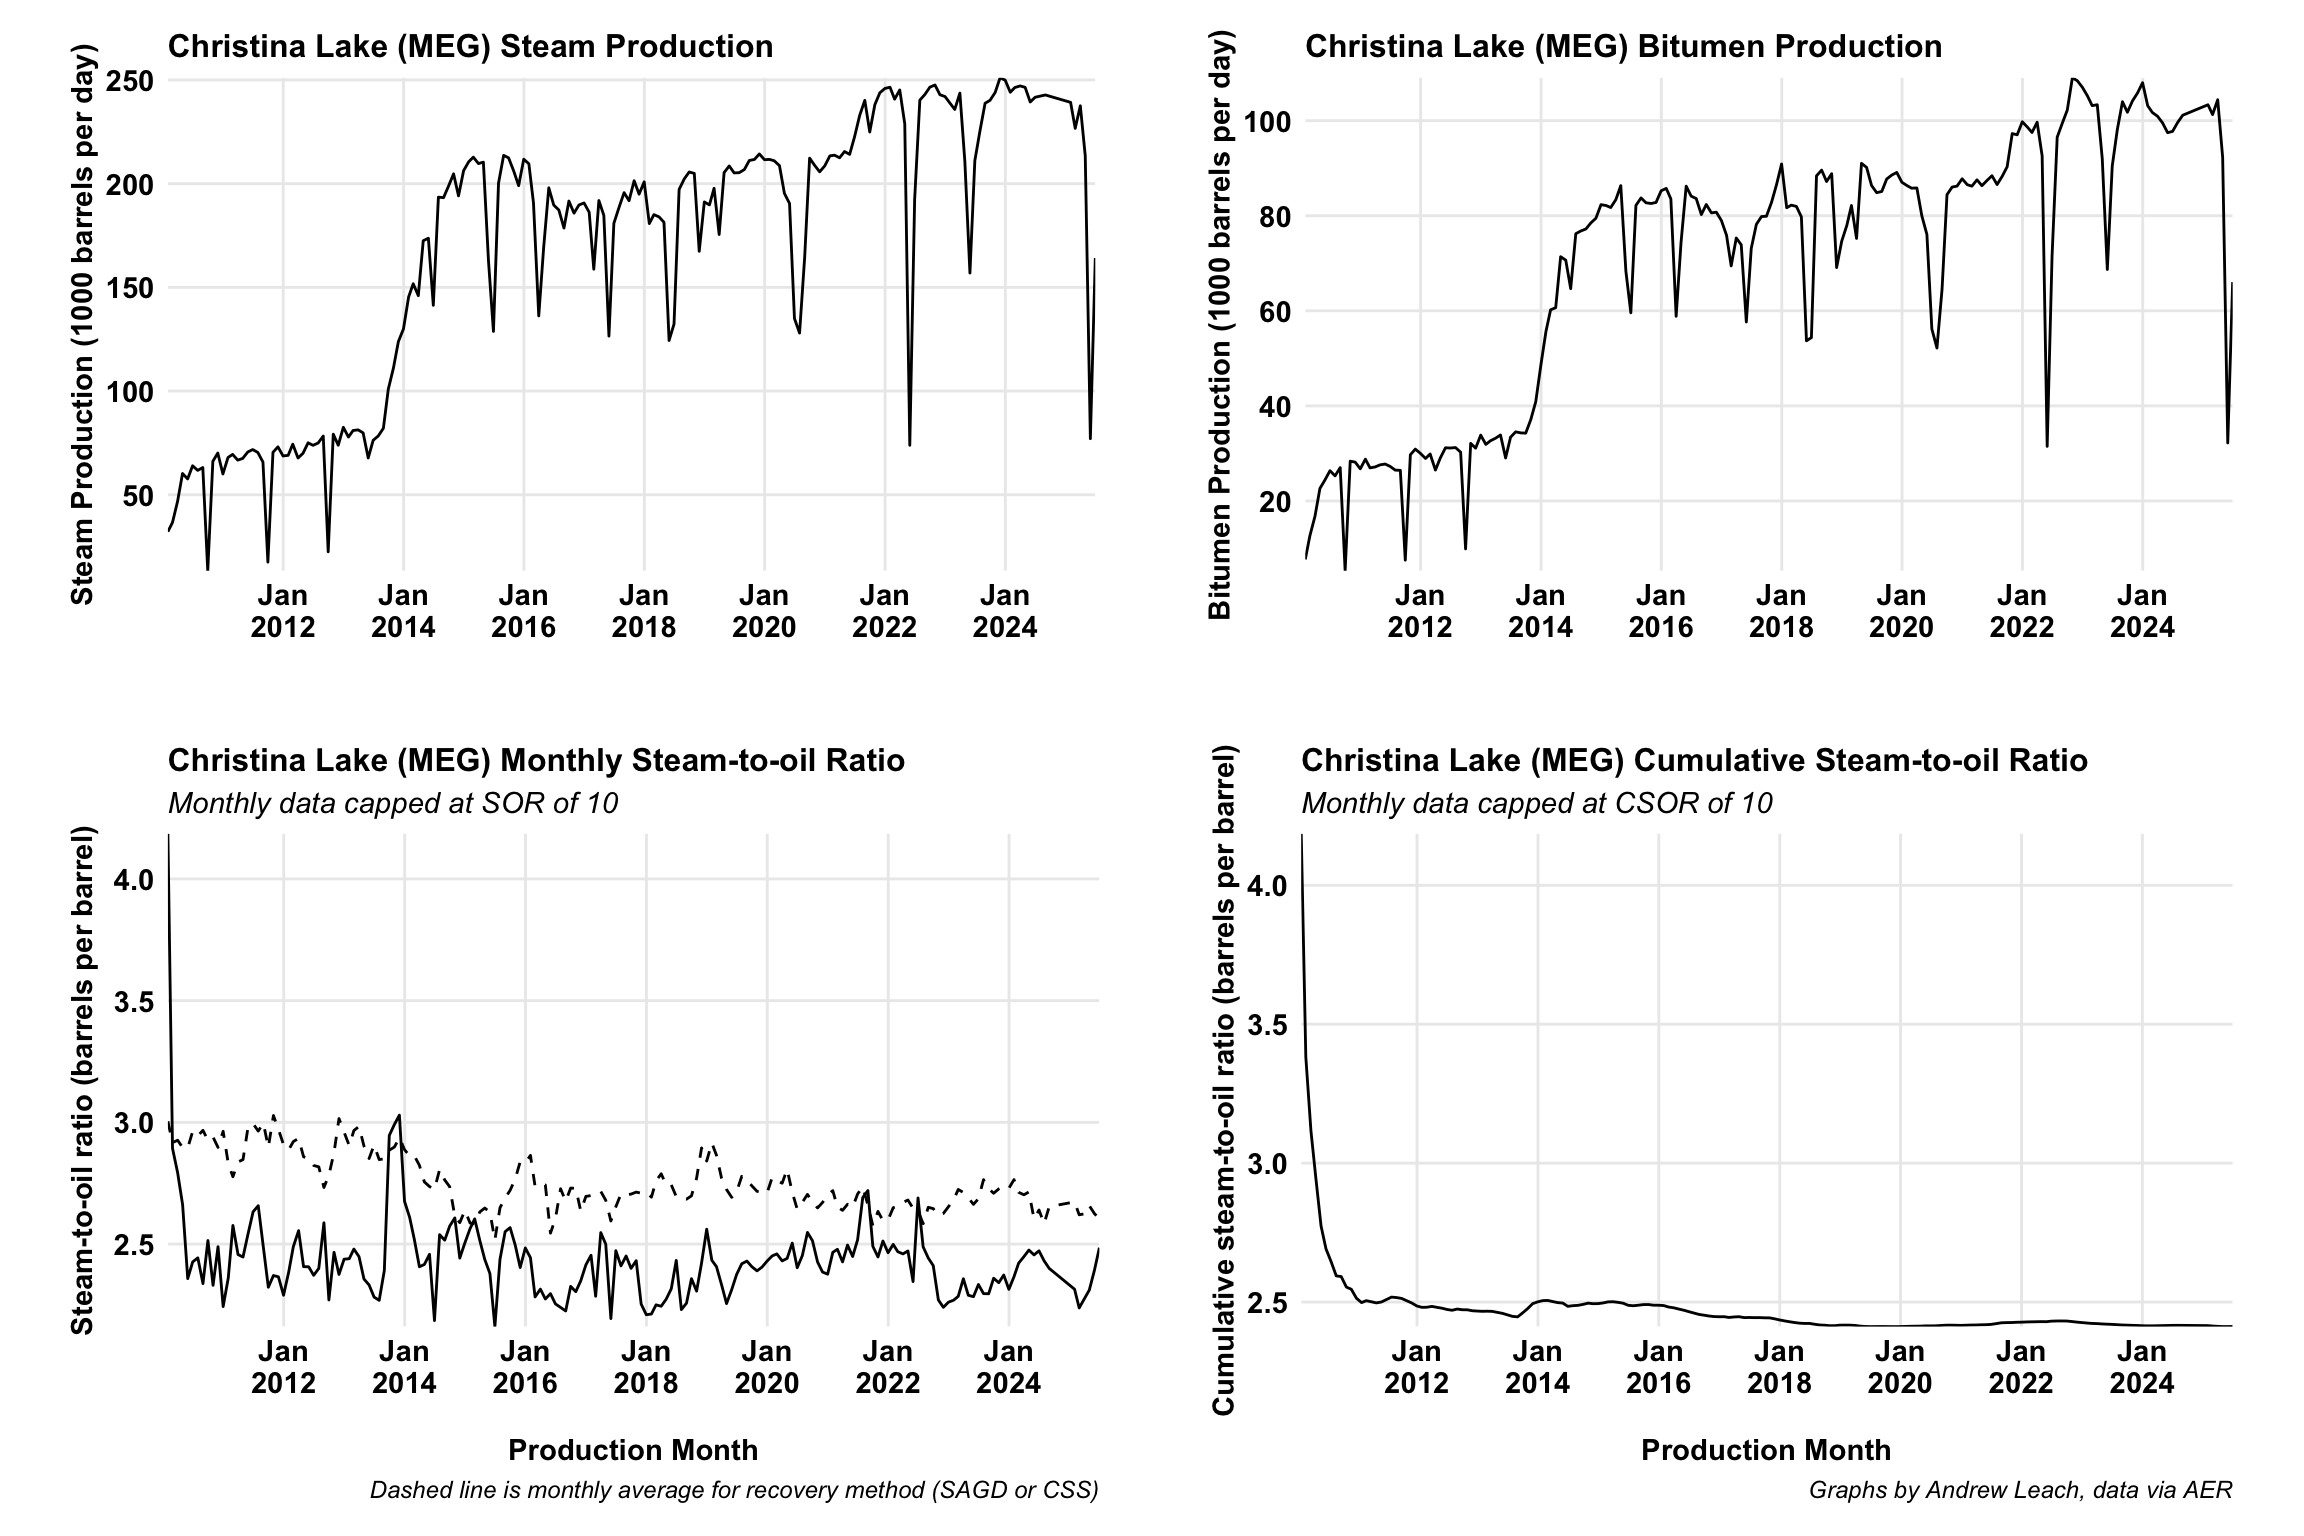 Christina Lake (MEG) Steam Production
Steam Production (1000 barrels per day)
250
200
150
100
50
Jan Jan Jan Jan Jan Jan Jan
2012 2014 2016 2018 2020 2022 2024
Christina Lake (MEG) Bitumen Production
Bitumen Production (1000 barrels per day)
100
80
60
40
20
Jan Jan Jan Jan Jan Jan Jan
2012 2014 2016 2018 2020 2022 2024
Christina Lake (MEG) Monthly Steam-to-oil Ratio
Monthly data capped at SOR of 10
Steam-to-oil ratio (barrels per barrel)
4.0
3.5
3.0
2.5
Jan Jan Jan Jan Jan Jan Jan
2012 2014 2016 2018 2020 2022 2024
Production Month
Dashed line is monthly average for recovery method (SAGD or CSS)
Christina Lake (MEG) Cumulative Steam-to-oil Ratio
Monthly data capped at CSOR of 10
Cumulative steam-to-oil ratio (barrels per barrel)
4.0
3.5
3.0
2.5
Jan Jan Jan Jan Jan Jan Jan
2012 2014 2016 2018 2020 2022 2024
Production Month
Graphs by Andrew Leach, data via AER